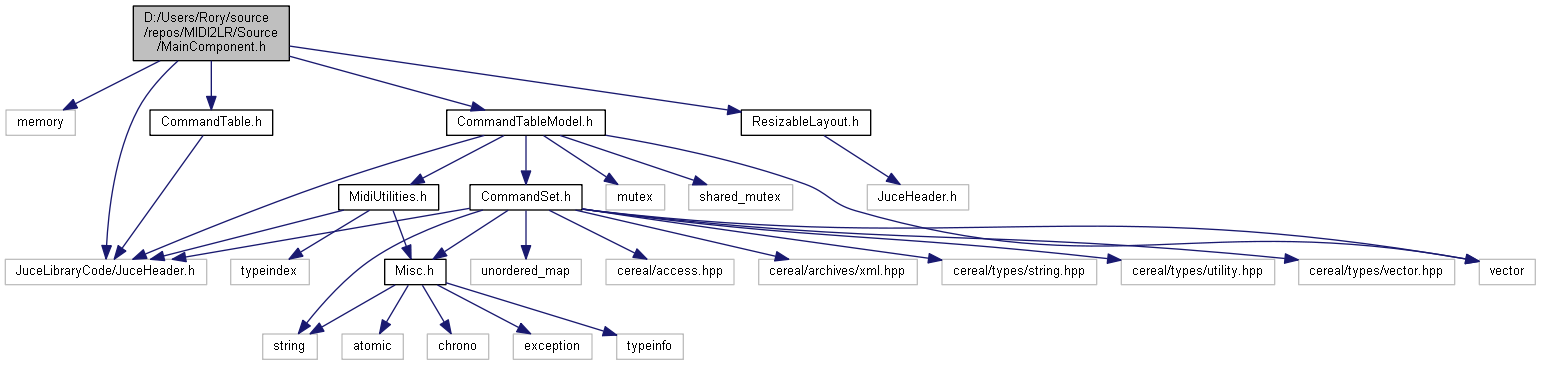 D:/Users/Rory/source
/repos/MIDI2LR/Source
/MainComponent.h
memory
CommandTable.h
CommandTableModel.h
ResizableLayout.h
MidiUtilities.h
CommandSet.h
mutex
shared_mutex
JuceHeader.h
JuceLibraryCode/JuceHeader.h
typeindex
Misc.h
unordered_map
cereal/access.hpp
cereal/archives/xml.hpp
cereal/types/string.hpp
cereal/types/utility.hpp
cereal/types/vector.hpp
vector
string
atomic
chrono
exception
typeinfo